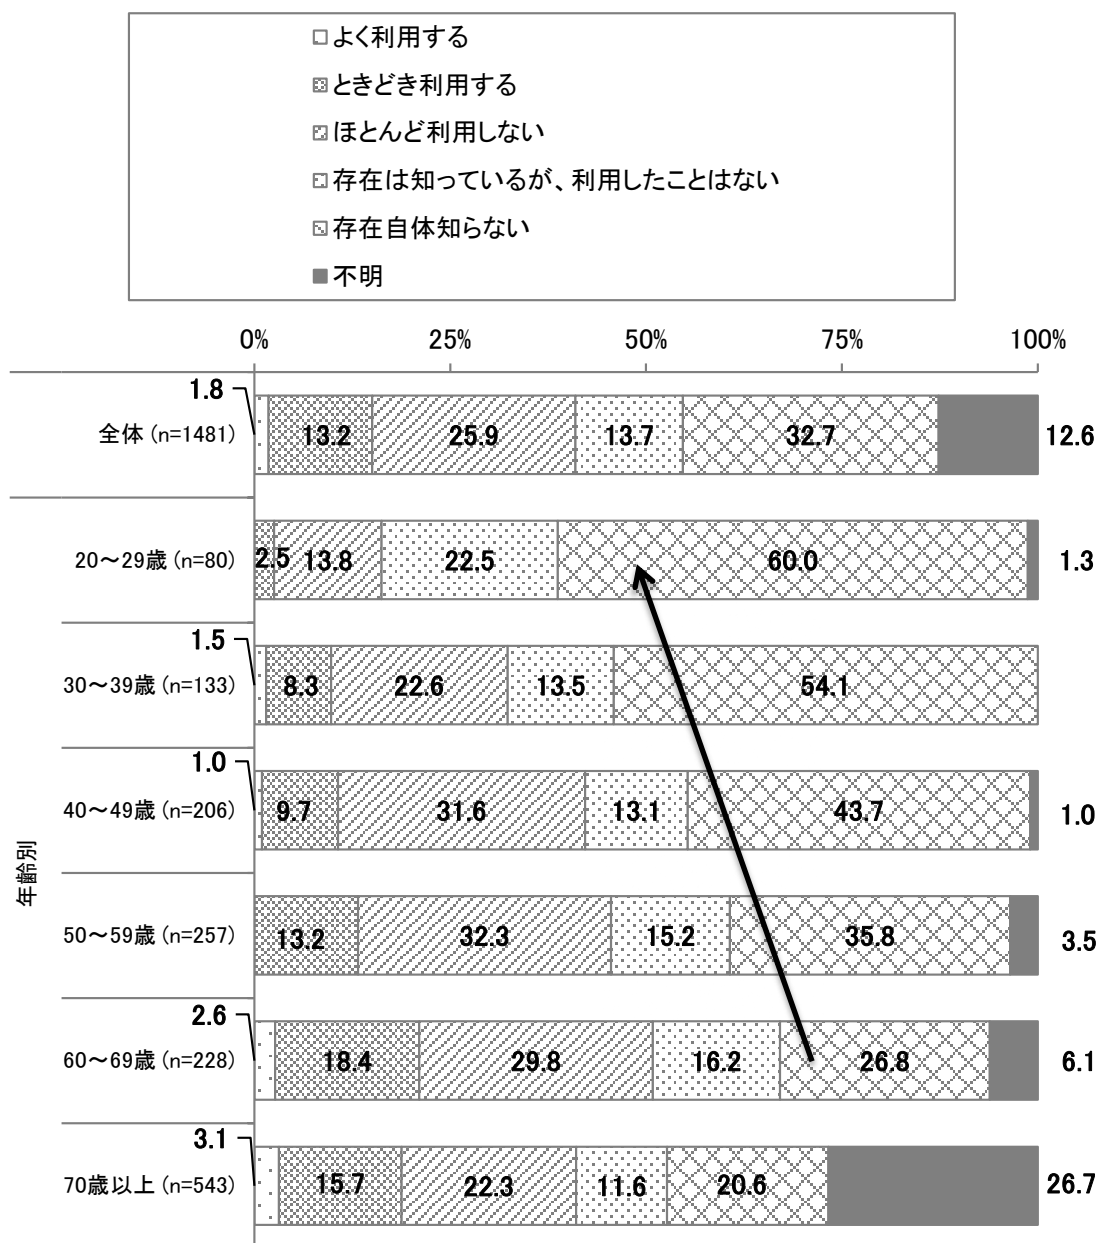 よく利用する
ときどき利用する
ほとんど利用しない
存在は知っているが、利用したことはない
存在自体知らない
不明
0% 25% 50% 75% 100%
1.8
全体 (n=1481) 13.2 25.9 13.7 32.7 12.6
20～29歳 (n=80) 2.5 13.8 22.5 60.0 1.3
1.5
30～39歳 (n=133) 8.3 22.6 13.5 54.1
1.0
40～49歳 (n=206) 9.7 31.6 13.1 43.7 1.0
年齢別
50～59歳 (n=257) 13.2 32.3 15.2 35.8 3.5
2.6
60～69歳 (n=228) 18.4 29.8 16.2 26.8 6.1
3.1
70歳以上 (n=543) 15.7 22.3 11.6 20.6 26.7